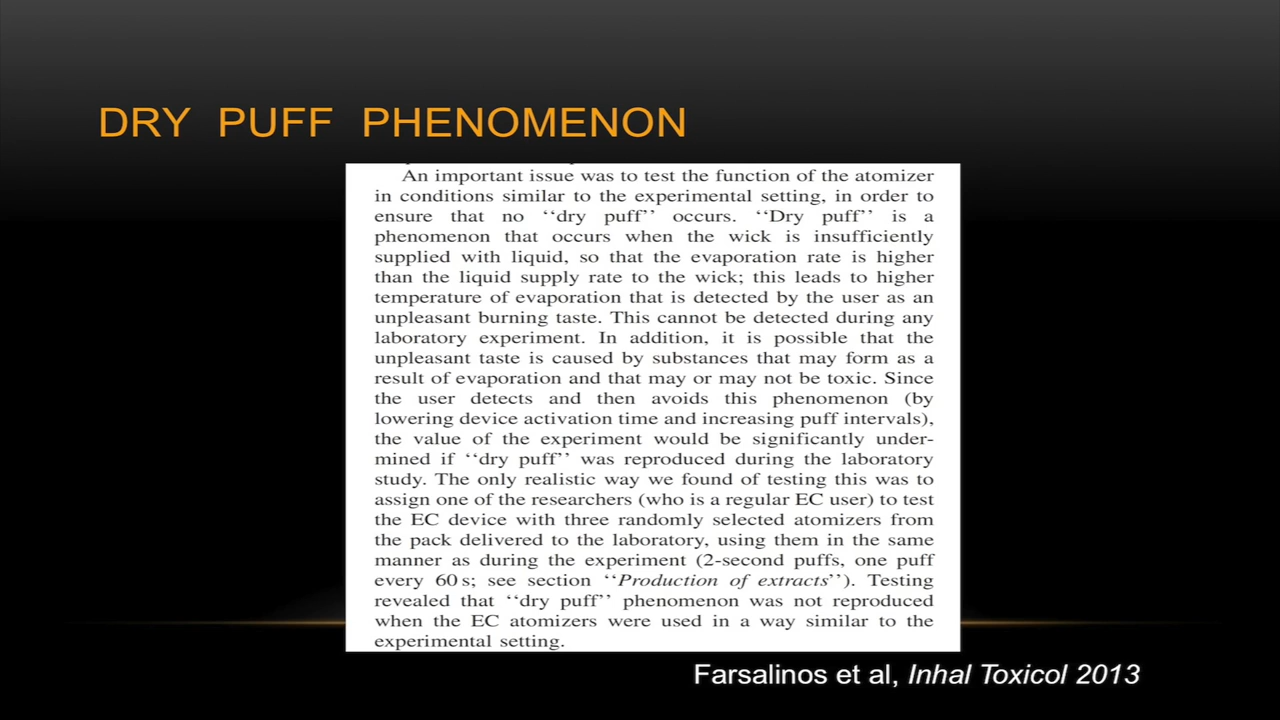 DRY PUFF PHENOMENON
An important issue was to test the function of the atomizer
in conditions similar to the experimental setting, in order to
ensure that no ‘‘dry puff’’ occurs. ‘‘Dry puff’’ is a
phenomenon that occurs when the wick is insufficiently
supplied with liquid, so that the evaporation rate is higher
than the liquid supply rate to the wick; this leads to higher
temperature of evaporation that is detected by the user as an
unpleasant burning taste. This cannot be detected during any
laboratory experiment. In addition, it is possible that the
unpleasant taste is caused by substances that may form as a
result of evaporation and that may or may not be toxic. Since
the user detects and then avoids this phenomenon (by
lowering device activation time and increasing puff intervals),
the value of the experiment would be significantly under-
mined if ‘‘dry puff’’ was reproduced during the laboratory
study. The only realistic way we found of testing this was to
assign one of the researchers (who is a regular EC user) to test
the EC device with three randomly selected atomizers from
the pack delivered to the laboratory, using them in the same
manner as during the experiment (2-second puffs, one puff
every 60 s; see section ‘‘Production of extracts’’). Testing
revealed that ‘‘dry puff’’ phenomenon was not reproduced
when the EC atomizers were used in a way similar to the
experimental setting.
Farsalinos et al, Inhal Toxicol 2013